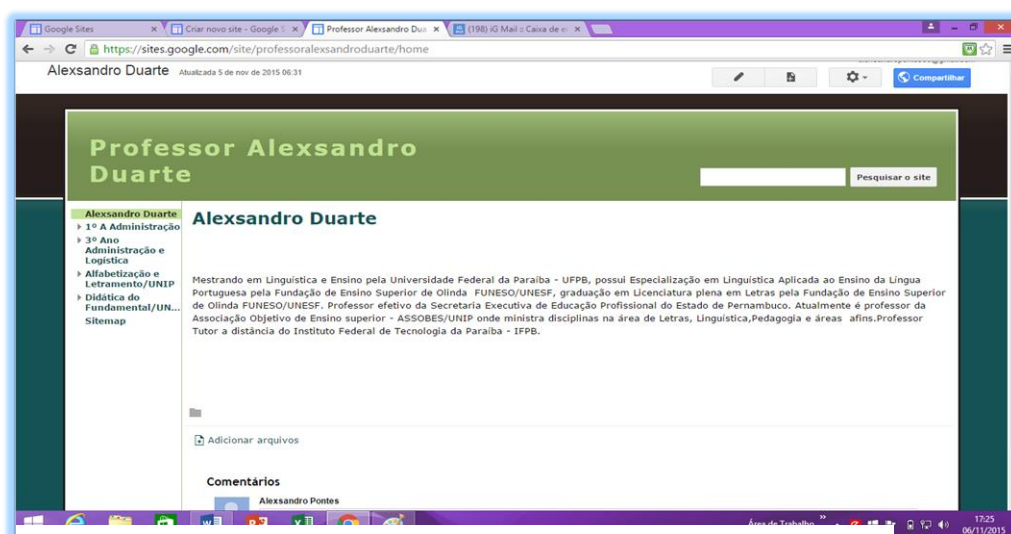 Google Sites
Criar novo site - Google S
Professor Alexsandro Dua
(198) iG Mail :: Caixa de e
https://sites.google.com/site/professoralexsandroduarte/home
Alexsandro Duarte Atualizada 5 de nov de 2015 06:31
Compartilhar
Professor Alexsandro
Duarte
Pesquisar o site
Alexsandro Duarte
1º A Administração
3º Ano
Administração e
Logística
Alfabetização e
Letramento/UNIP
Didática do
Fundamental/UN...
Sitemap
Alexsandro Duarte
Mestrando em Linguística e Ensino pela Universidade Federal da Paraíba - UFPB, possui Especialização em Linguística Aplicada ao Ensino da Língua
Portuguesa pela Fundação de Ensino Superior de Olinda FUNESO/UNESF, graduação em Licenciatura plena em Letras pela Fundação de Ensino Superior
de Olinda FUNESO/UNESF. Professor efetivo da Secretaria Executiva de Educação Profissional do Estado de Pernambuco. Atualmente é professor da
Associação Objetivo de Ensino superior - ASSOBES/UNIP onde ministra disciplinas na área de Letras, Linguística,Pedagogia e áreas afins.Professor
Tutor a distância do Instituto Federal de Tecnologia da Paraíba - IFPB.
Adicionar arquivos
Comentários
Alexsandro Pontes
Área de Trabalho
17:25
06/11/2015